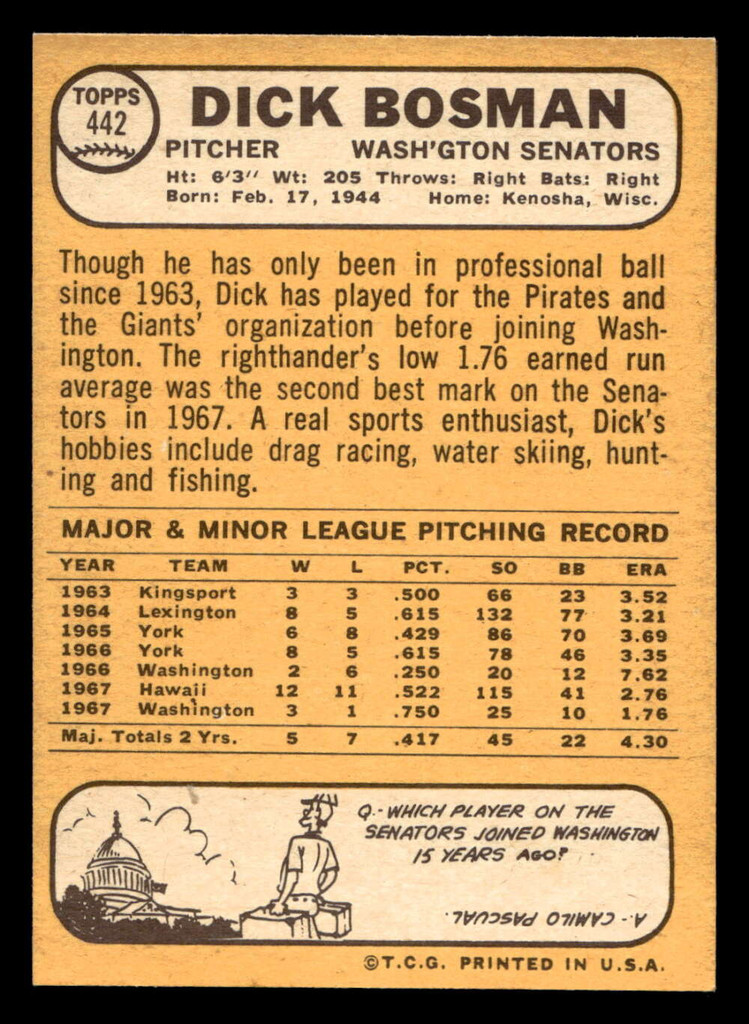 TOPPS
442
DICK BOSMAN
PITCHER WASH'GTON SENATORS
Ht: 6'3" Wt: 205 Throws: Right Bats: Right
Born: Feb. 17, 1944 Home: Kenosha, Wisc.
Though he has only been in professional ball
since 1963, Dick has played for the Pirates and
the Giants' organization before joining Wash-
ington. The righthander's low 1.76 earned run
average was the second best mark on the Sena-
tors in 1967. A real sports enthusiast, Dick's
hobbies include drag racing, water skiing, hunt-
ing and fishing.
MAJOR & MINOR LEAGUE PITCHING RECORD
YEAR TEAM W L PCT. SO BB ERA
1963 Kingsport 3 3 .500 66 23 3.52
1964 Lexington 8 5 .615 132 77 3.21
1965 York 6 8 .429 86 70 3.69
1966 York 8 5 .615 78 46 3.35
1966 Washington 2 6 .250 20 12 7.62
1967 Hawaii 12 11 .522 115 41 2.76
1967 Washington 3 1 .750 25 10 1.76
Maj. Totals 2 Yrs. 5 7 .417 45 22 4.30
Q.- WHICH PLAYER ON THE
SENATORS JOINED WASHINGTON
15 YEARS AGO?
A.- CAMILO PASCUAL
©T.C.G. PRINTED IN U.S.A.